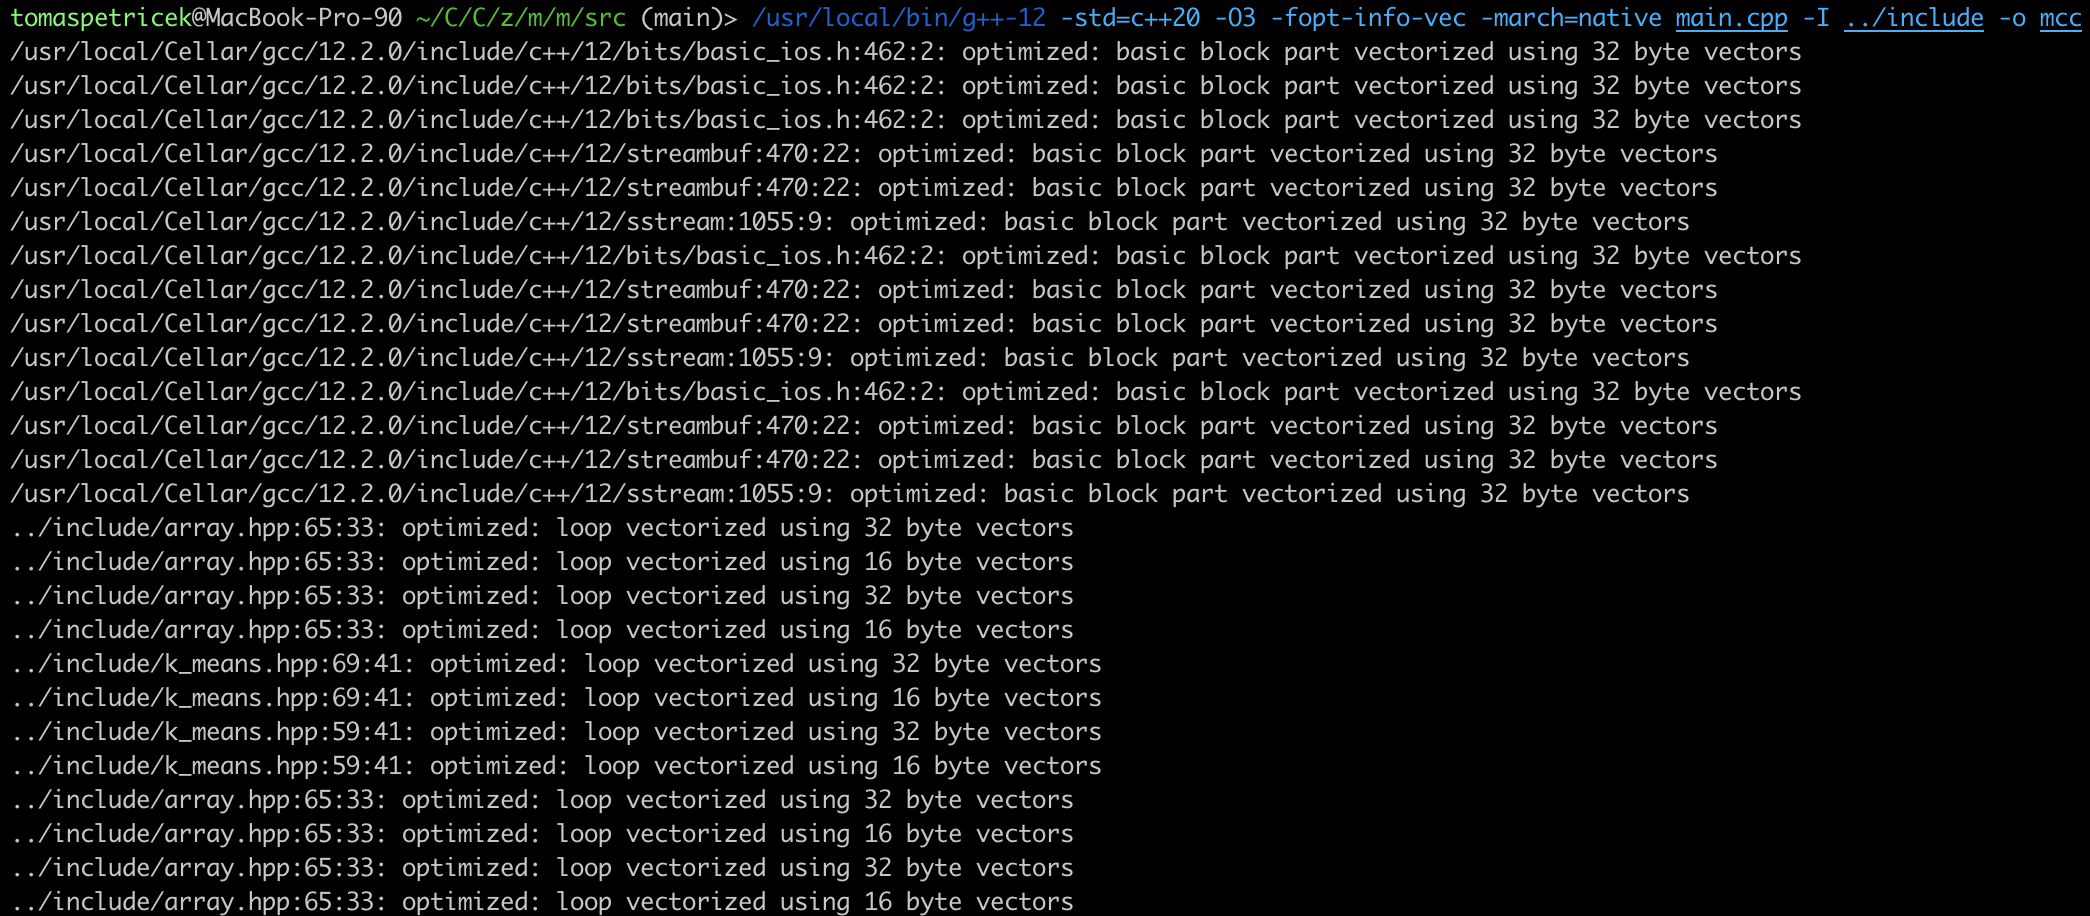 tomaspetricek@MacBook-Pro-90 ~/C/C/z/m/m/src (main)> /usr/local/bin/g++-12 -std=c++20 -O3 -fopt-info-vec -march=native main.cpp -I ../include -o mcc
/usr/local/Cellar/gcc/12.2.0/include/c++/12/bits/basic_ios.h:462:2: optimized: basic block part vectorized using 32 byte vectors
/usr/local/Cellar/gcc/12.2.0/include/c++/12/bits/basic_ios.h:462:2: optimized: basic block part vectorized using 32 byte vectors
/usr/local/Cellar/gcc/12.2.0/include/c++/12/bits/basic_ios.h:462:2: optimized: basic block part vectorized using 32 byte vectors
/usr/local/Cellar/gcc/12.2.0/include/c++/12/streambuf:470:22: optimized: basic block part vectorized using 32 byte vectors
/usr/local/Cellar/gcc/12.2.0/include/c++/12/streambuf:470:22: optimized: basic block part vectorized using 32 byte vectors
/usr/local/Cellar/gcc/12.2.0/include/c++/12/sstream:1055:9: optimized: basic block part vectorized using 32 byte vectors
/usr/local/Cellar/gcc/12.2.0/include/c++/12/bits/basic_ios.h:462:2: optimized: basic block part vectorized using 32 byte vectors
/usr/local/Cellar/gcc/12.2.0/include/c++/12/streambuf:470:22: optimized: basic block part vectorized using 32 byte vectors
/usr/local/Cellar/gcc/12.2.0/include/c++/12/streambuf:470:22: optimized: basic block part vectorized using 32 byte vectors
/usr/local/Cellar/gcc/12.2.0/include/c++/12/sstream:1055:9: optimized: basic block part vectorized using 32 byte vectors
/usr/local/Cellar/gcc/12.2.0/include/c++/12/bits/basic_ios.h:462:2: optimized: basic block part vectorized using 32 byte vectors
/usr/local/Cellar/gcc/12.2.0/include/c++/12/streambuf:470:22: optimized: basic block part vectorized using 32 byte vectors
/usr/local/Cellar/gcc/12.2.0/include/c++/12/streambuf:470:22: optimized: basic block part vectorized using 32 byte vectors
/usr/local/Cellar/gcc/12.2.0/include/c++/12/sstream:1055:9: optimized: basic block part vectorized using 32 byte vectors
../include/array.hpp:65:33: optimized: loop vectorized using 32 byte vectors
../include/array.hpp:65:33: optimized: loop vectorized using 16 byte vectors
../include/array.hpp:65:33: optimized: loop vectorized using 32 byte vectors
../include/array.hpp:65:33: optimized: loop vectorized using 16 byte vectors
../include/k_means.hpp:69:41: optimized: loop vectorized using 32 byte vectors
../include/k_means.hpp:69:41: optimized: loop vectorized using 16 byte vectors
../include/k_means.hpp:59:41: optimized: loop vectorized using 32 byte vectors
../include/k_means.hpp:59:41: optimized: loop vectorized using 16 byte vectors
../include/array.hpp:65:33: optimized: loop vectorized using 32 byte vectors
../include/array.hpp:65:33: optimized: loop vectorized using 16 byte vectors
../include/array.hpp:65:33: optimized: loop vectorized using 32 byte vectors
../include/array.hpp:65:33: optimized: loop vectorized using 16 byte vectors